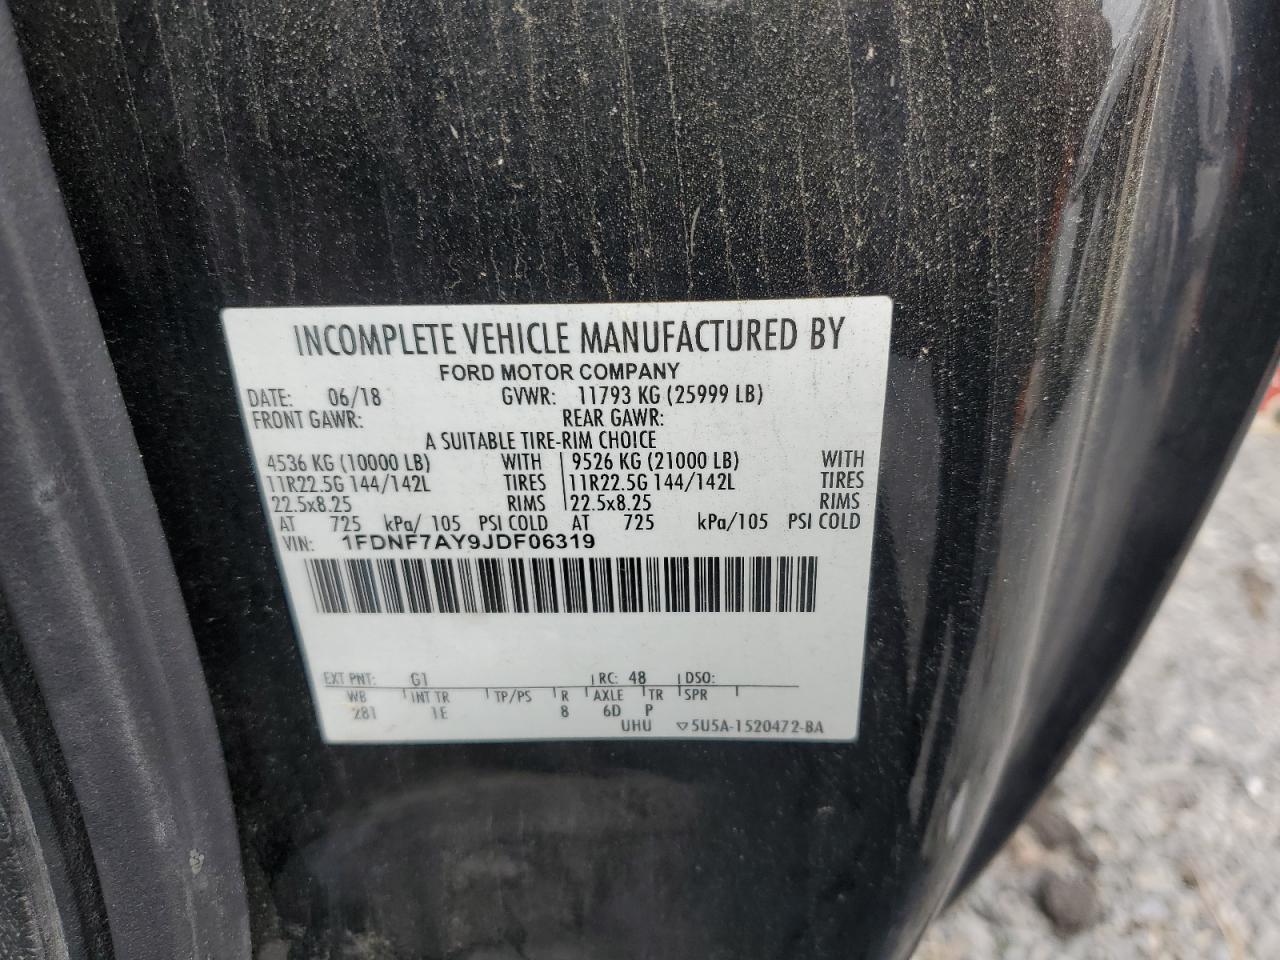 INCOMPLETE VEHICLE MANUFACTURED BY
FORD MOTOR COMPANY
DATE: 06/18 GVWR: 11793 KG (25999 LB)
FRONT GAWR: REAR GAWR:
A SUITABLE TIRE-RIM CHOICE
4536 KG (10000 LB) WITH 9526 KG (21000 LB) WITH
11R22.5G 144/142L TIRES 11R22.5G 144/142L TIRES
22.5x8.25 RIMS 22.5x8.25 RIMS
AT 725 kPa/ 105 PSI COLD AT 725 kPa/105 PSI COLD
VIN: 1FDNF7AY9JDF06319
EXT PNT: G1 RC: 48 DSO:
WB INT TR TP/PS R AXLE TR SPR
281 1E 8 6D P
UHU ▽5U5A-1520472-BA